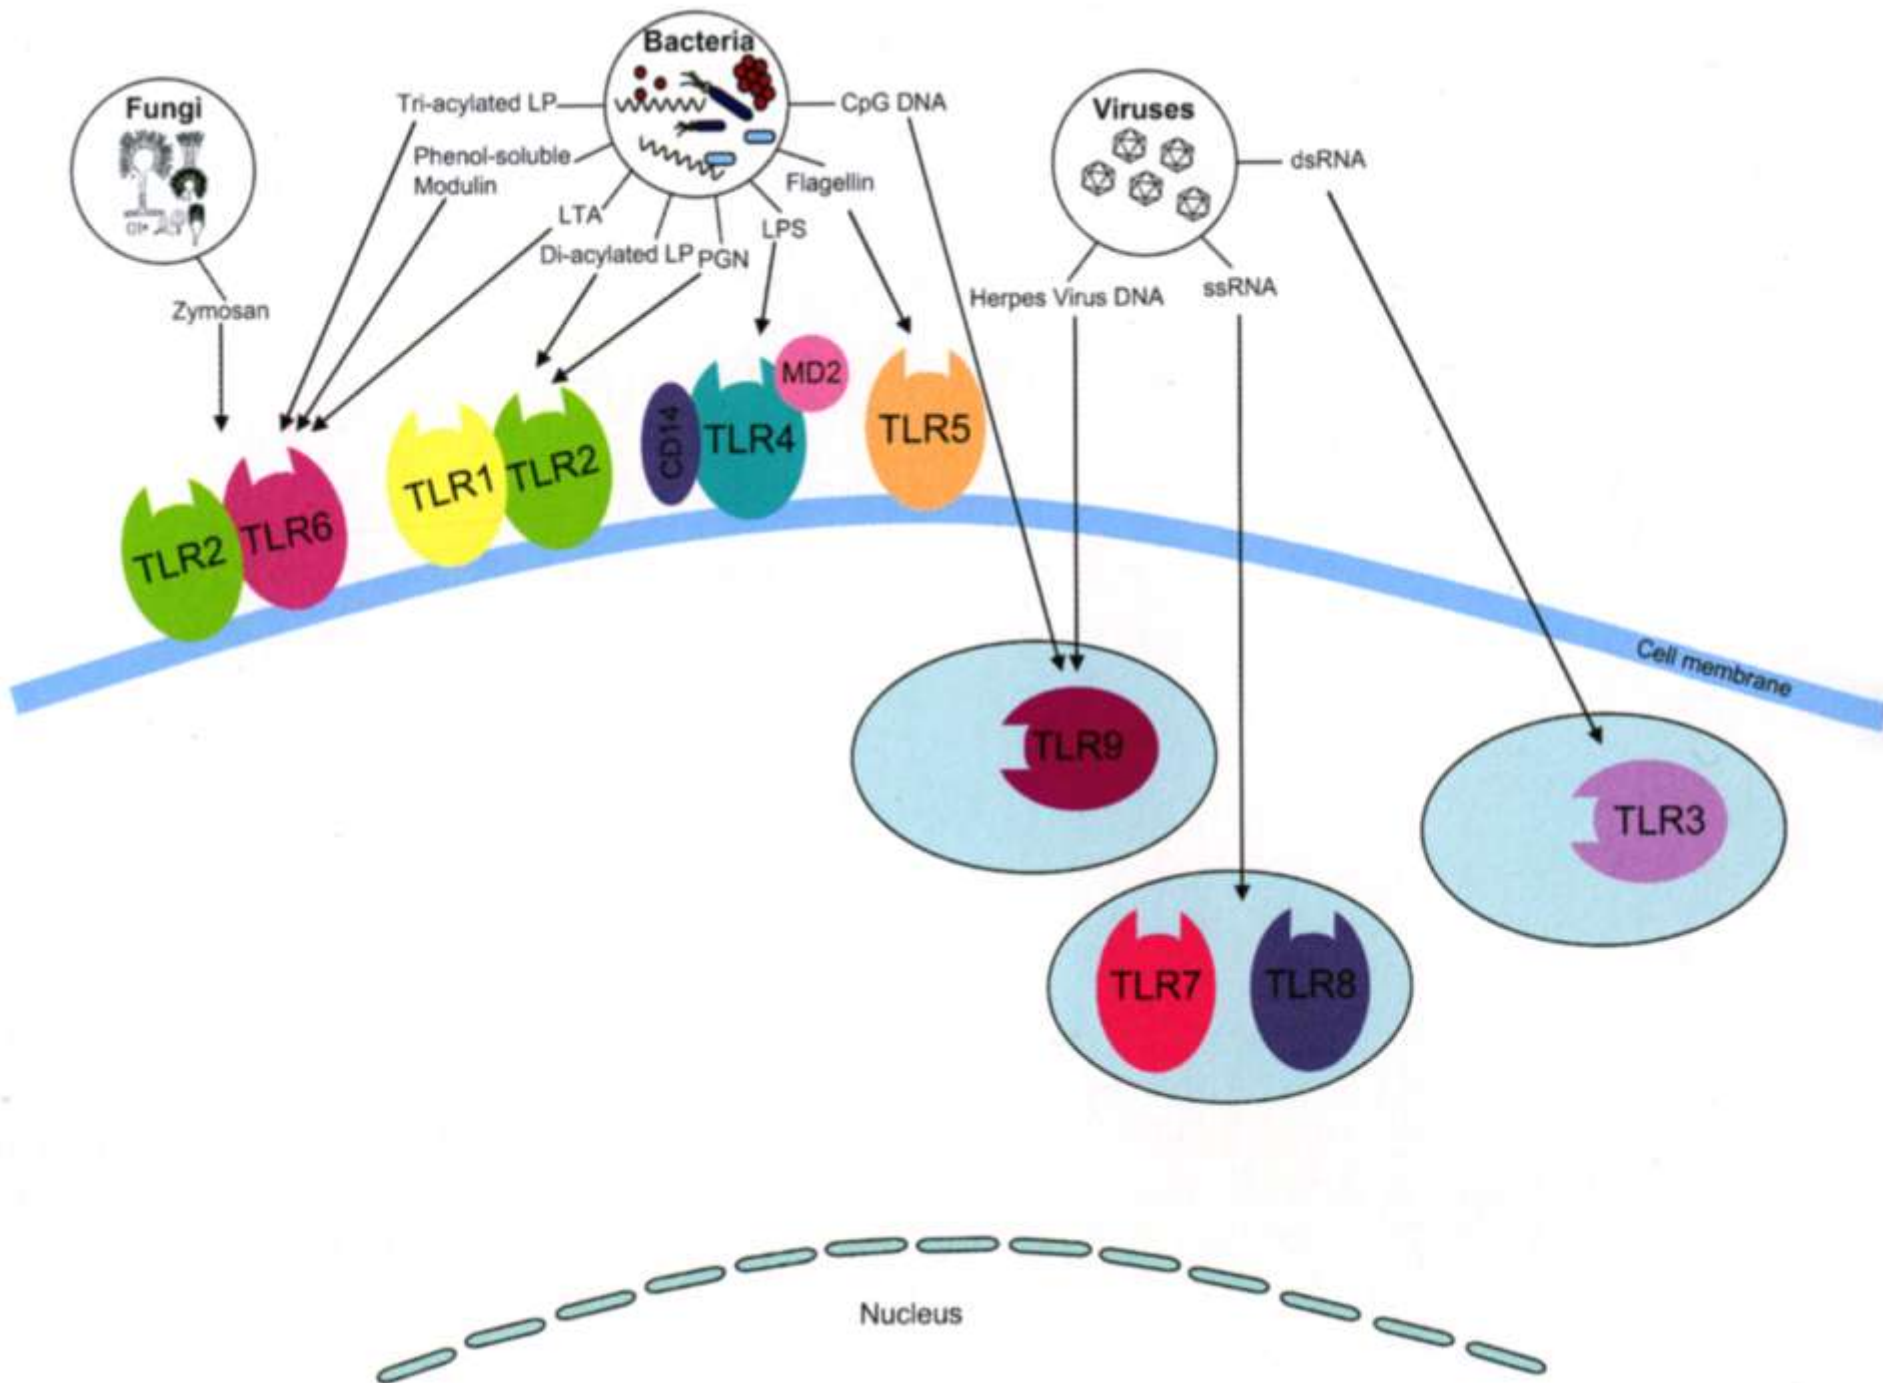 Bacteria
Fungi
Viruses
Tri-acylated LP
CpG DNA
Phenol-soluble
Modulin
dsRNA
Flagellin
LTA
LPS
Di-acylated LP
PGN
Zymosan
Herpes Virus DNA
ssRNA
MD2
CD14
TLR4
TLR5
TLR1
TLR2
TLR2
TLR6
Cell membrane
TLR9
TLR3
TLR7
TLR8
Nucleus